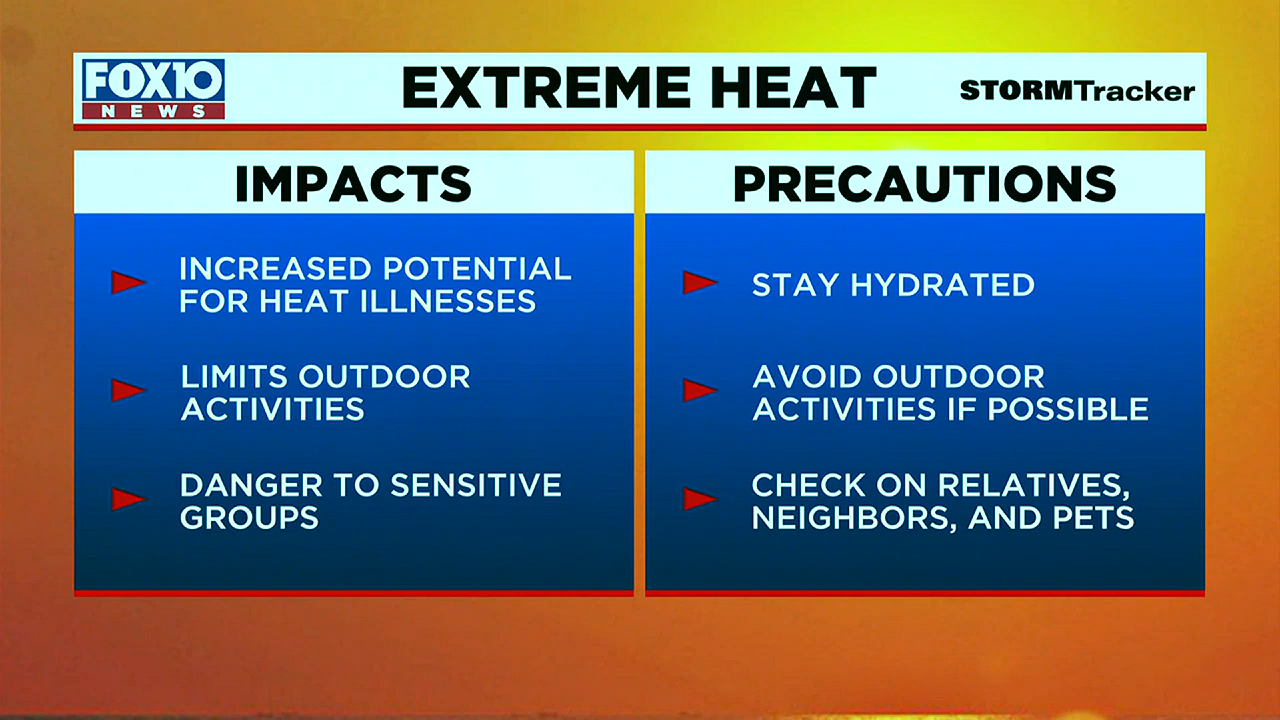 FOX10
NEWS
EXTREME HEAT
STORMTracker
IMPACTS
INCREASED POTENTIAL
FOR HEAT ILLNESSES
LIMITS OUTDOOR
ACTIVITIES
DANGER TO SENSITIVE
GROUPS
PRECAUTIONS
STAY HYDRATED
AVOID OUTDOOR
ACTIVITIES IF POSSIBLE
CHECK ON RELATIVES,
NEIGHBORS, AND PETS